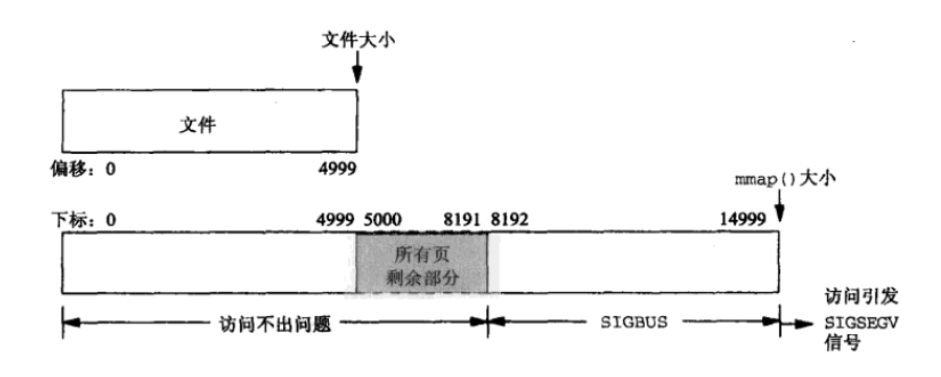 文件大小
文件
偏移：0 4999
mmap()大小
下标：0 4999 5000 8191 8192 14999
所有页
剩余部分
访问不出问题 SIGBUS
访问引发
SIGSEGV
信号